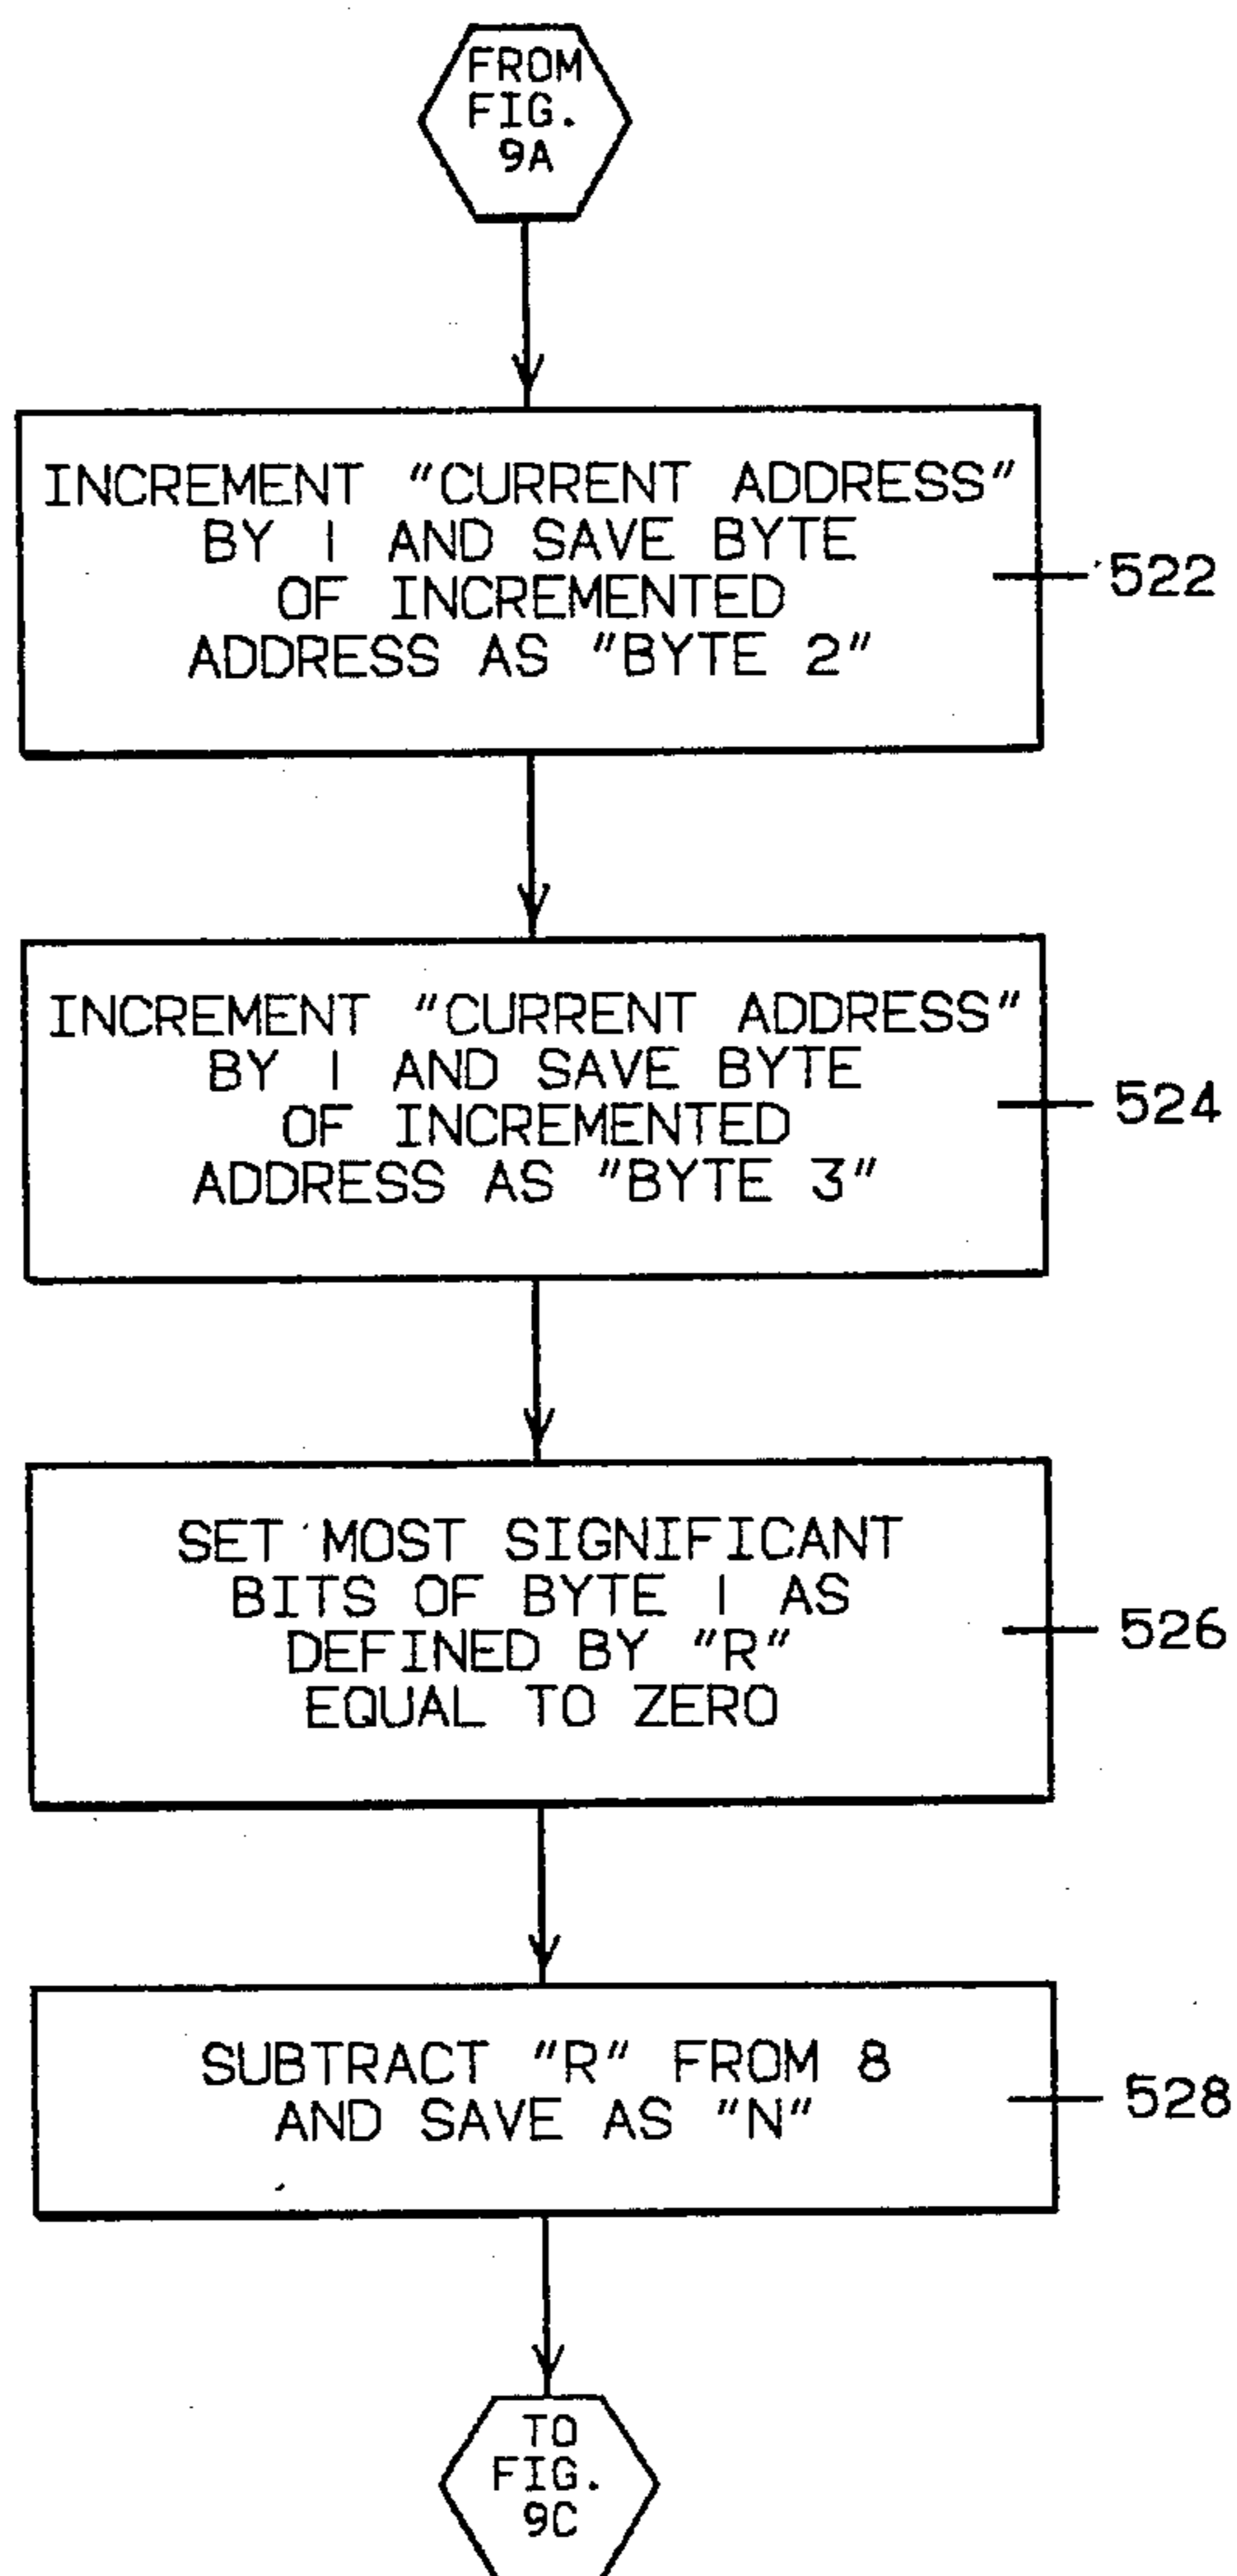 FROM
FIG.
9A
INCREMENT "CURRENT ADDRESS"
BY 1 AND SAVE BYTE
OF INCREMENTED
ADDRESS AS "BYTE 2"
522
INCREMENT "CURRENT ADDRESS"
BY 1 AND SAVE BYTE
OF INCREMENTED
ADDRESS AS "BYTE 3"
524
SET MOST SIGNIFICANT
BITS OF BYTE 1 AS
DEFINED BY "R"
EQUAL TO ZERO
526
SUBTRACT "R" FROM 8
AND SAVE AS "N"
528
TO
FIG.
9C